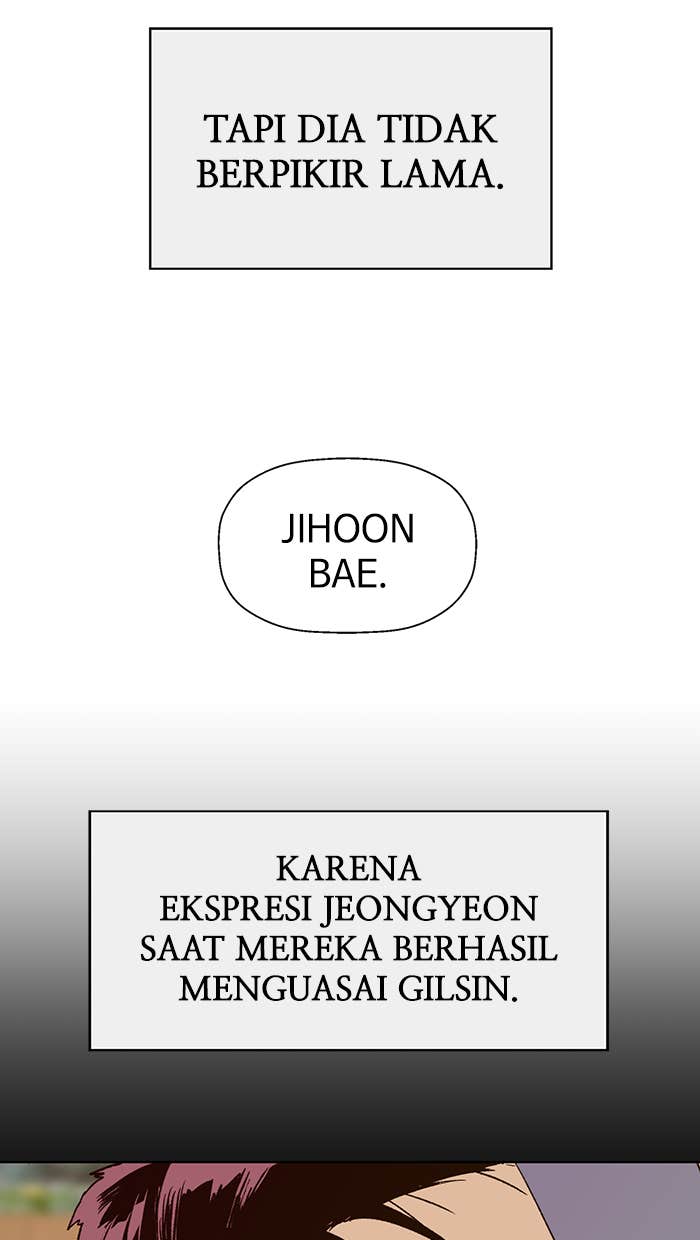 TAPI DIA TIDAK
BERPIKIR LAMA.
JIHOON
BAE.
KARENA
EKSPRESI JEONGYEON
SAAT MEREKA BERHASIL
MENGUASAI GILSIN.